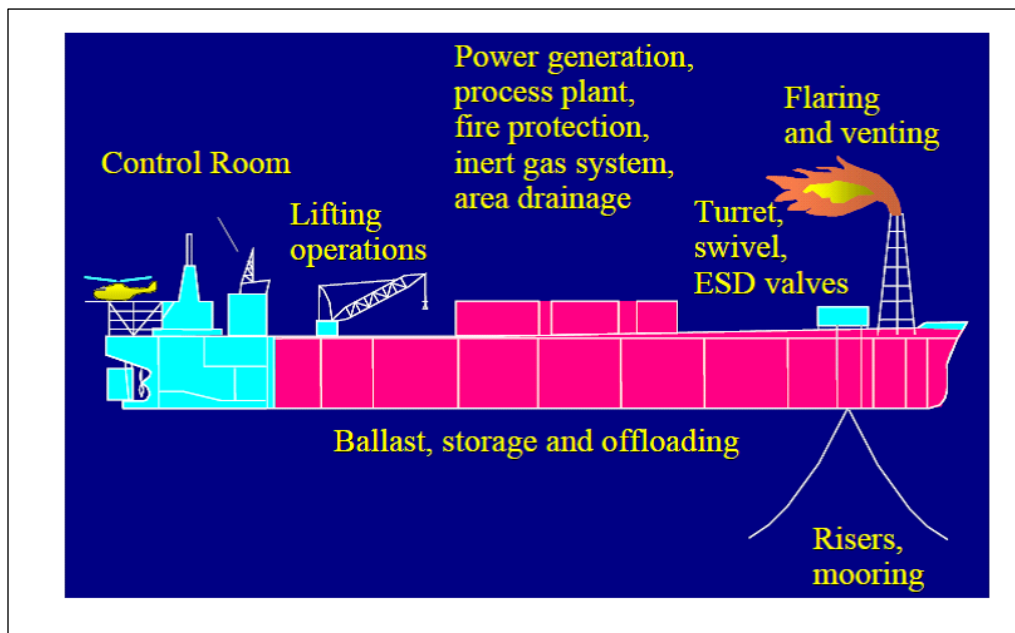 Power generation,
process plant,
fire protection,
inert gas system,
area drainage
Flaring
and venting
Control Room
Lifting
operations
Turret,
swivel,
ESD valves
Ballast, storage and offloading
Risers,
mooring